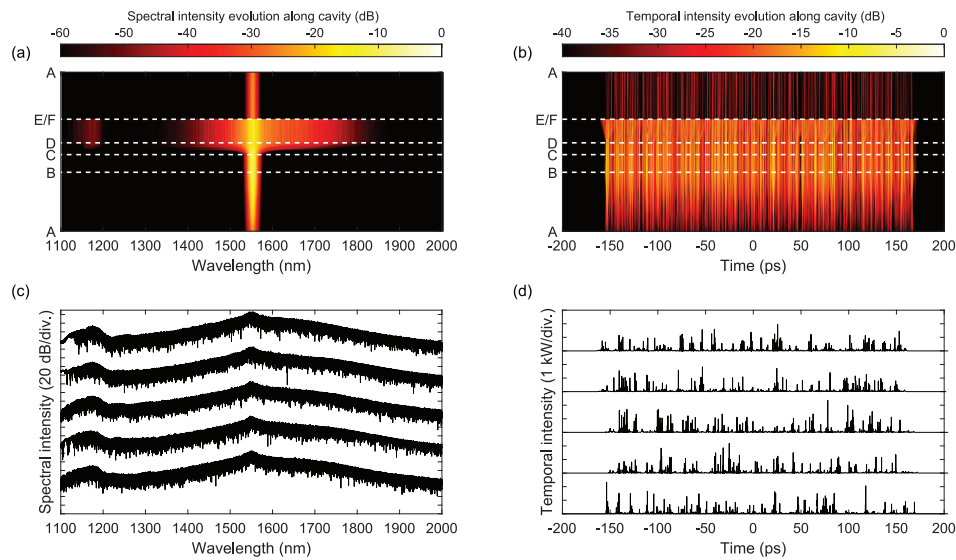 Spectral intensity evolution along cavity (dB)
-60 -50 -40 -30 -20 -10 0
(a)
A
E/F
D
C
B
A
1100 1200 1300 1400 1500 1600 1700 1800 1900 2000
Wavelength (nm)
Temporal intensity evolution along cavity (dB)
-40 -35 -30 -25 -20 -15 -10 -5 0
(b)
A
E/F
D
C
B
A
-200 -150 -100 -50 0 50 100 150 200
Time (ps)
(c)
Spectral intensity (20 dB/div.)
1100 1200 1300 1400 1500 1600 1700 1800 1900 2000
Wavelength (nm)
(d)
Temporal intensity (1 kW/div.)
-200 -150 -100 -50 0 50 100 150 200
Time (ps)